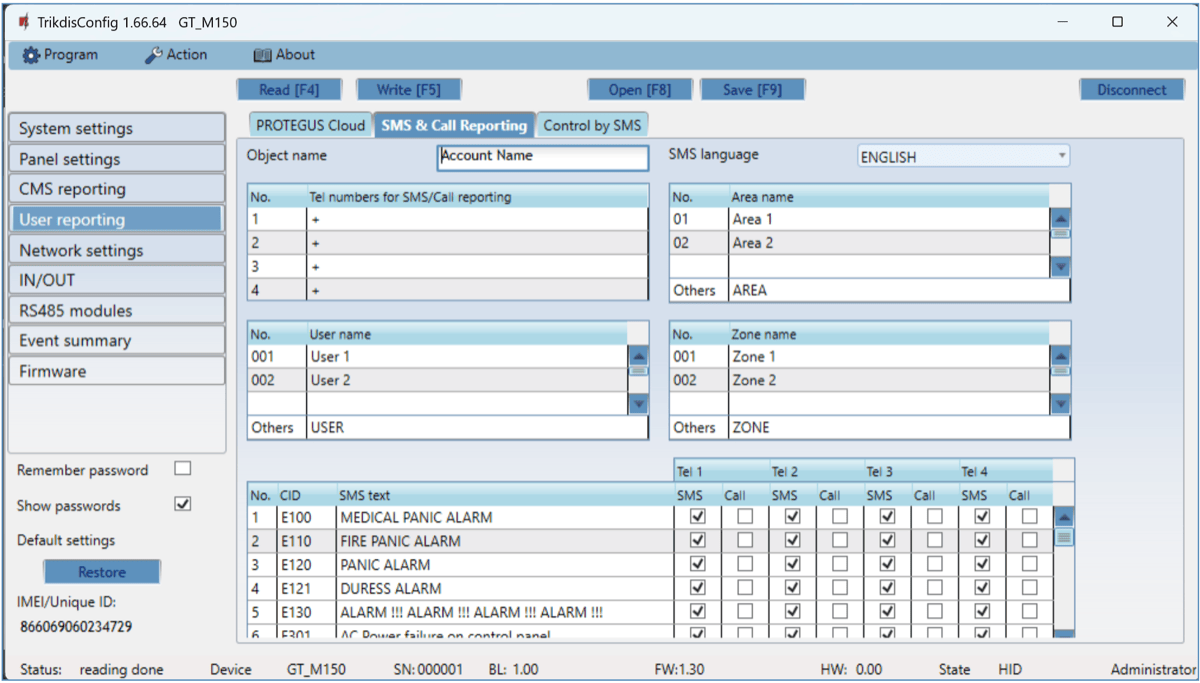 TrikdisConfig 1.66.64 GT_M150
Program Action About
Read [F4] Write [F5] Open [F8] Save [F9] Disconnect
System settings
Panel settings
CMS reporting
User reporting
Network settings
IN/OUT
RS485 modules
Event summary
Firmware
Remember password
Show passwords
Default settings
Restore
IMEI/Unique ID:
866069060234729
PROTEGUS Cloud SMS & Call Reporting Control by SMS
Object name Account Name
SMS language ENGLISH
No. Tel numbers for SMS/Call reporting
1 +
2 +
3 +
4 +
No. Area name
01 Area 1
02 Area 2
Others AREA
No. User name
001 User 1
002 User 2
Others USER
No. Zone name
001 Zone 1
002 Zone 2
Others ZONE
Tel 1 Tel 2 Tel 3 Tel 4
No. CID SMS text SMS Call SMS Call SMS Call SMS Call
1 E100 MEDICAL PANIC ALARM
2 E110 FIRE PANIC ALARM
3 E120 PANIC ALARM
4 E121 DURESS ALARM
5 E130 ALARM !!! ALARM !!! ALARM !!! ALARM !!!
6 E301 AC Power failure on control panel
Status: reading done Device GT_M150 SN:000001 BL: 1.00 FW:1.30 HW: 0.00 State HID Administrator